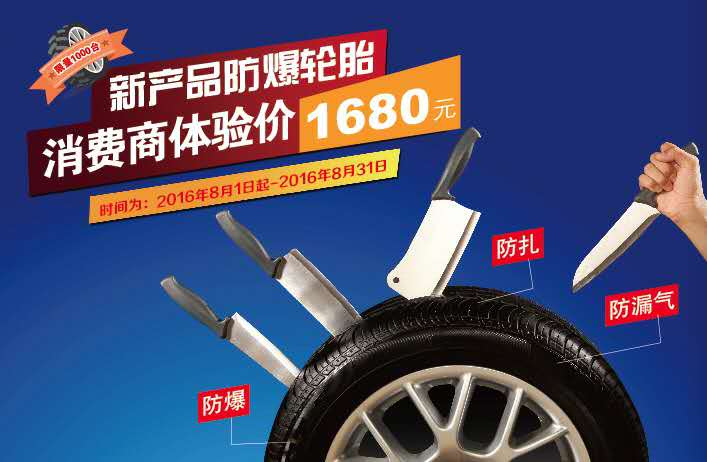 限量1000台
新产品防爆轮胎
消费商体验价1680元
时间为：2016年8月1日起-2016年8月31日
防扎
防漏气
防爆